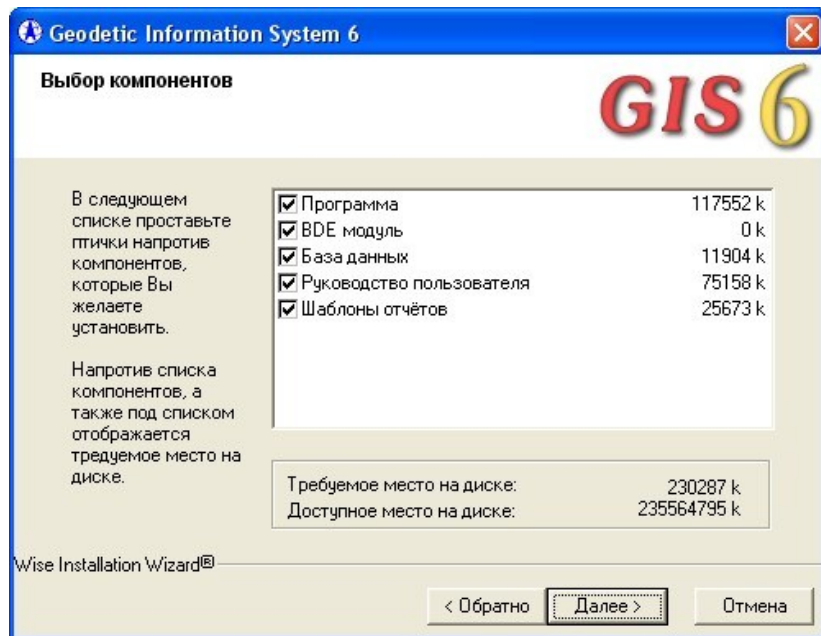 Geodetic Information System 6
Выбор компонентов
GIS 6
В следующем
списке проставьте
птички напротив
компонентов,
которые Вы
желаете
установить.
Напротив списка
компонентов, а
также под списком
отображается
тредуемое место на
диске.
Программа 117552 k
BDE модуль 0 k
База данных 11904 k
Руководство пользователя 75158 k
Шаблоны отчётов 25673 k
Требуемое место на диске: 230287 k
Доступное место на диске: 235564795 k
Wise Installation Wizard®
< Обратно Далее > Отмена